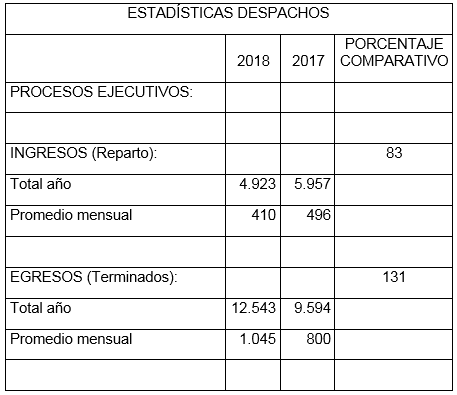 ESTADÍSTICAS DESPACHOS
2018 2017 PORCENTAJE COMPARATIVO
PROCESOS EJECUTIVOS:
INGRESOS (Reparto): 83
Total año 4.923 5.957
Promedio mensual 410 496
EGRESOS (Terminados): 131
Total año 12.543 9.594
Promedio mensual 1.045 800